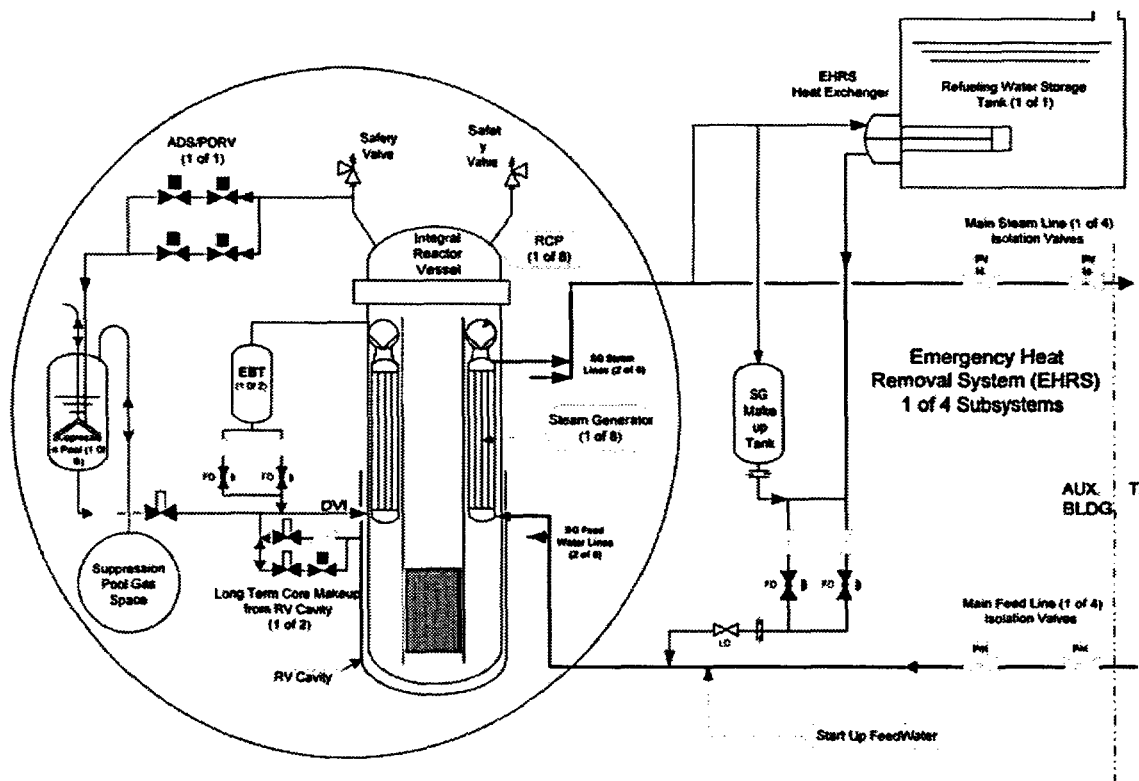 EHRS
Heat Exchanger
Refueling Water Storage
Tank (1 of 1)
ADS/PORV
(1 of 1)
Safety
Valve
Safet
y
Valve
Integral
Reactor
Vessel
RCP
(1 of 8)
Main Steam Line (1 of 4)
Isolation Valves
EBT
(1 of 2)
SG Steam
Lines (2 of 8)
Emergency Heat
Removal System (EHRS)
1 of 4 Subsystems
SG
Make
up
Tank
Steam Generator
(1 of 8)
FO
FO
DVI
AUX.
BLDG.
T
SG Feed
Water Lines
(2 of 8)
Suppression
Pool Gas
Space
Long Term Core Makeup
from RV Cavity
(1 of 2)
FO
FO
Main Feed Line (1 of 4)
Isolation Valves
LO
RV Cavity
Start Up FeedWater